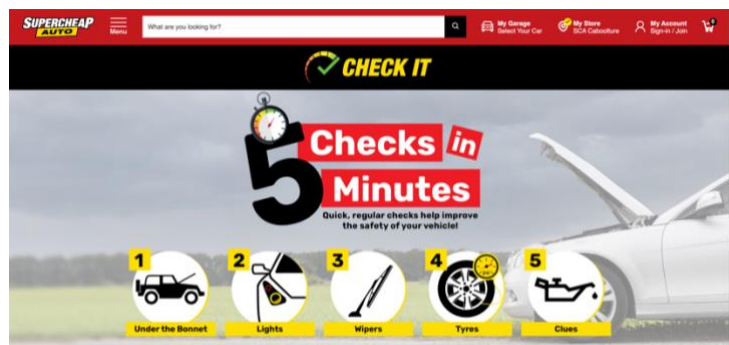 SUPERCHEAP
AUTO
Menu
What are you looking for?
My Garage
Select Your Car
My Store
SCA Caboolture
My Account
Sign-in / Join
0
CHECK IT
5 Checks in
Minutes
Quick, regular checks help improve
the safety of your vehicle!
1
Under the Bonnet
2
Lights
3
Wipers
4
Tyres
5
Clues